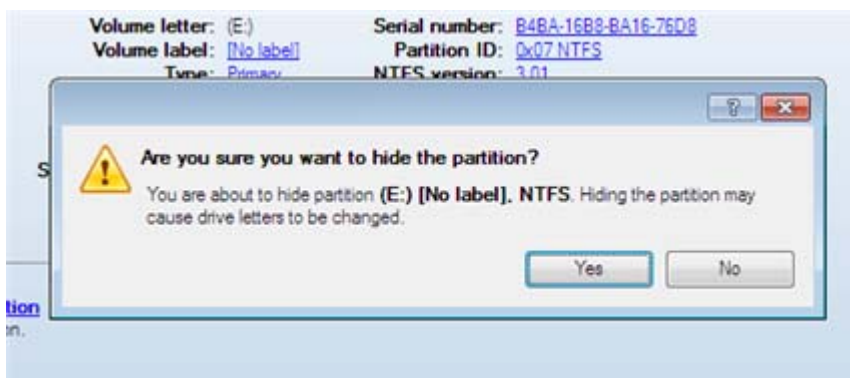 Volume letter: (E:) Serial number: B4BA-16B8-BA16-76D8
Volume label: [No label] Partition ID: 0x07 NTFS
Type: Primary NTFS version: 3.01
?
Are you sure you want to hide the partition?
S
You are about to hide partition (E:) [No label], NTFS. Hiding the partition may
cause drive letters to be changed.
Yes No
tion
on.